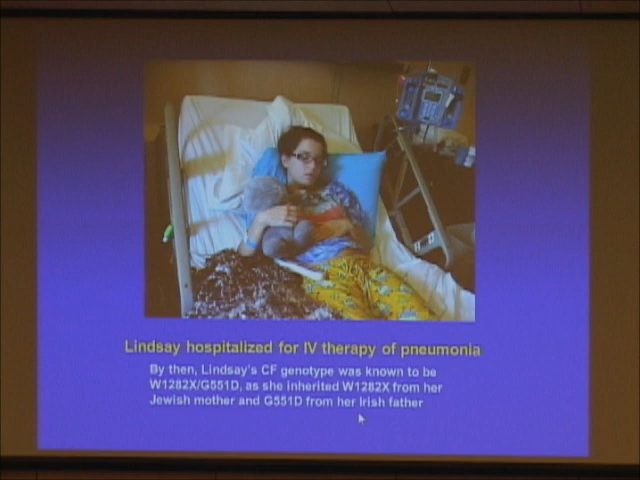 Lindsay hospitalized for IV therapy of pneumonia
By then, Lindsay's CF genotype was known to be
W1282X/G551D, as she inherited W1282X from her
Jewish mother and G551D from her Irish father